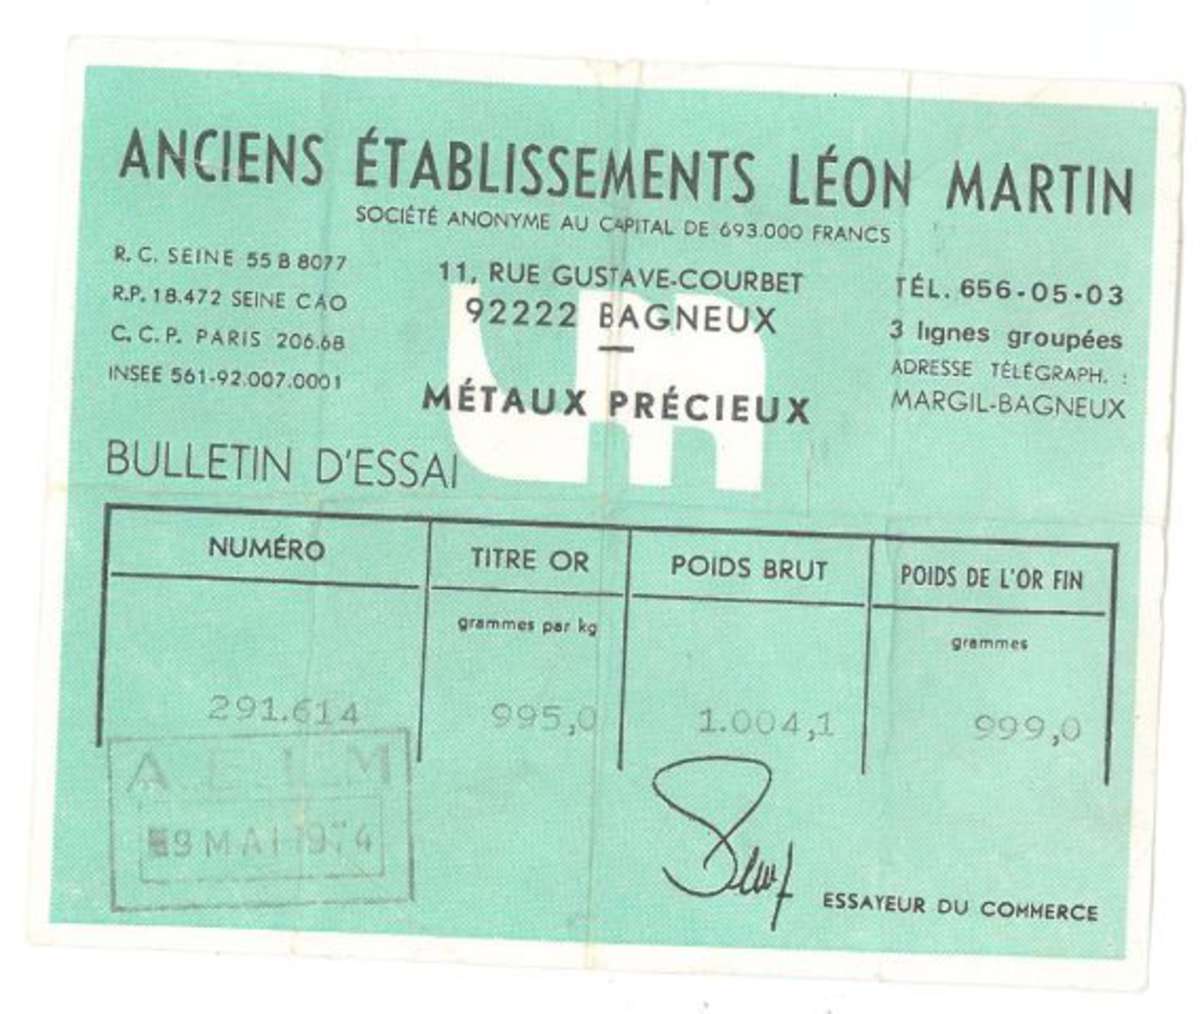 ANCIENS ÉTABLISSEMENTS LÉON MARTIN
SOCIÉTÉ ANONYME AU CAPITAL DE 693.000 FRANCS
R. C. SEINE 55 B 8077
R.P. 18.472 SEINE CAO
C. C. P. PARIS 206.68
INSEE 561-92.007.0001
11, RUE GUSTAVE-COURBET
92222 BAGNEUX
MÉTAUX PRÉCIEUX
TÉL. 656-05-03
3 lignes groupées
ADRESSE TÉLÉGRAPH. :
MARGIL-BAGNEUX
BULLETIN D'ESSAI
NUMÉRO TITRE OR POIDS BRUT POIDS DE L'OR FIN
grammes par kg grammes
291.614 995,0 1.004,1 999,0
A. E. L. M
MAI 1974
ESSAYEUR DU COMMERCE